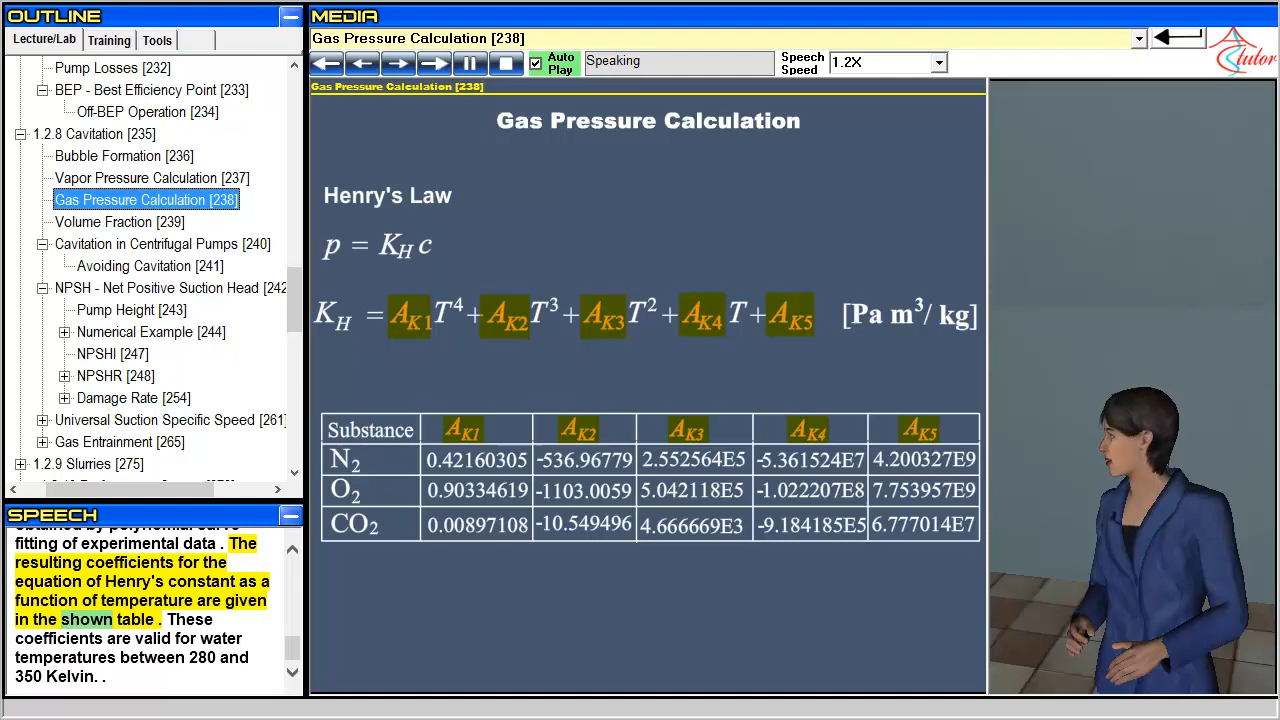 OUTLINE
Lecture/Lab
Training
Tools
Pump Losses [232]
BEP - Best Efficiency Point [233]
Off-BEP Operation [234]
1.2.8 Cavitation [235]
Bubble Formation [236]
Vapor Pressure Calculation [237]
Gas Pressure Calculation [238]
Volume Fraction [239]
Cavitation in Centrifugal Pumps [240]
Avoiding Cavitation [241]
NPSH - Net Positive Suction Head [242
Pump Height [243]
Numerical Example [244]
NPSHI [247]
NPSHR [248]
Damage Rate [254]
Universal Suction Specific Speed [261]
Gas Entrainment [265]
1.2.9 Slurries [275]
SPEECH
fitting of experimental data . The
resulting coefficients for the
equation of Henry's constant as a
function of temperature are given
in the shown table . These
coefficients are valid for water
temperatures between 280 and
350 Kelvin. .
MEDIA
Gas Pressure Calculation [238]
Auto
Play
Speaking
Speech
Speed
1.2X
Stutor
Gas Pressure Calculation [238]
Gas Pressure Calculation
Henry's Law
p = K_H c
K_H = A_K1 T⁴ + A_K2 T³ + A_K3 T² + A_K4 T + A_K5 [Pa m³/ kg]
Substance A_K1 A_K2 A_K3 A_K4 A_K5
N₂ 0.42160305 -536.96779 2.552564E5 -5.361524E7 4.200327E9
O₂ 0.90334619 -1103.0059 5.042118E5 -1.022207E8 7.753957E9
CO₂ 0.00897108 -10.549496 4.666669E3 -9.184185E5 6.777014E7